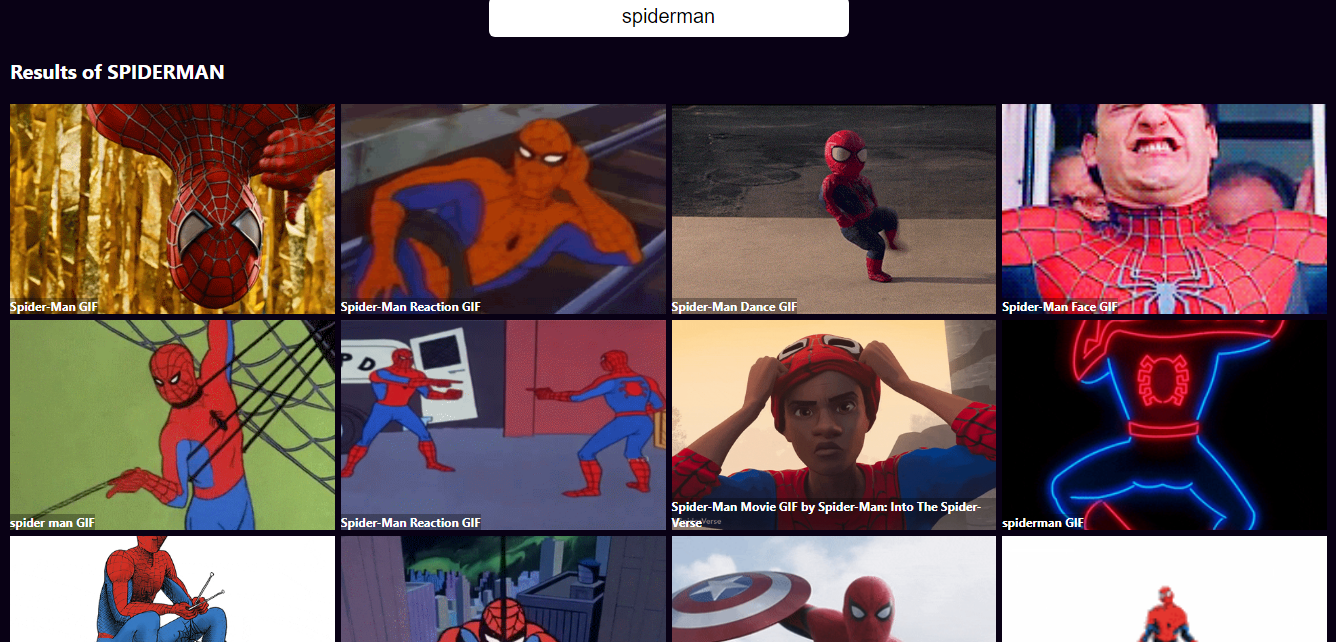 spiderman
Results of SPIDERMAN
Spider-Man GIF
Spider-Man Reaction GIF
Spider-Man Dance GIF
Spider-Man Face GIF
P D
spider man GIF
Spider-Man Reaction GIF
Spider-Man Movie GIF by Spider-Man: Into The Spider-
Verse
Verse
spiderman GIF